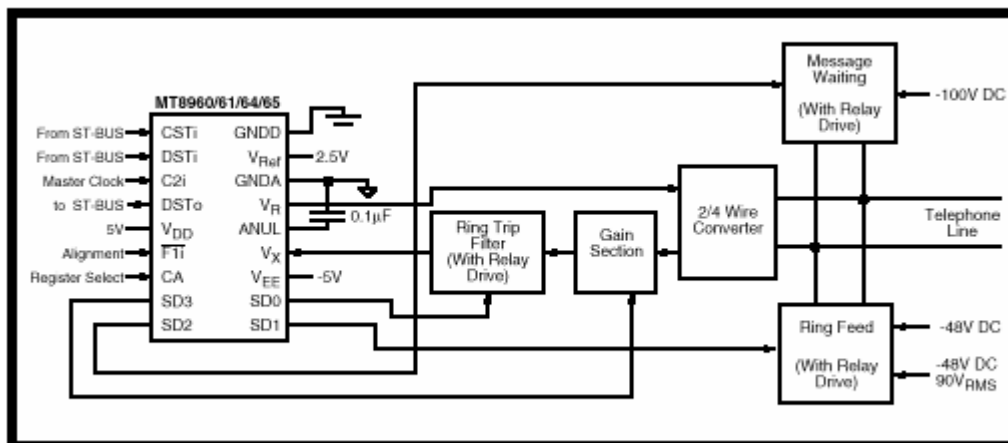 MT8960/61/64/65
From ST-BUS
From ST-BUS
Master Clock
to ST-BUS
5V
Alignment
Register Select
CSTi
DSTi
C2i
DSTo
VDD
F1i
CA
SD3
SD2
GNDD
VRef
GNDA
VR
ANUL
VX
VEE
SD0
SD1
2.5V
0.1μF
-5V
Ring Trip
Filter
(With Relay
Drive)
Gain
Section
2/4 Wire
Converter
Message
Waiting
(With Relay
Drive)
-100V DC
Telephone
Line
Ring Feed
(With Relay
Drive)
-48V DC
-48V DC
90VRMS